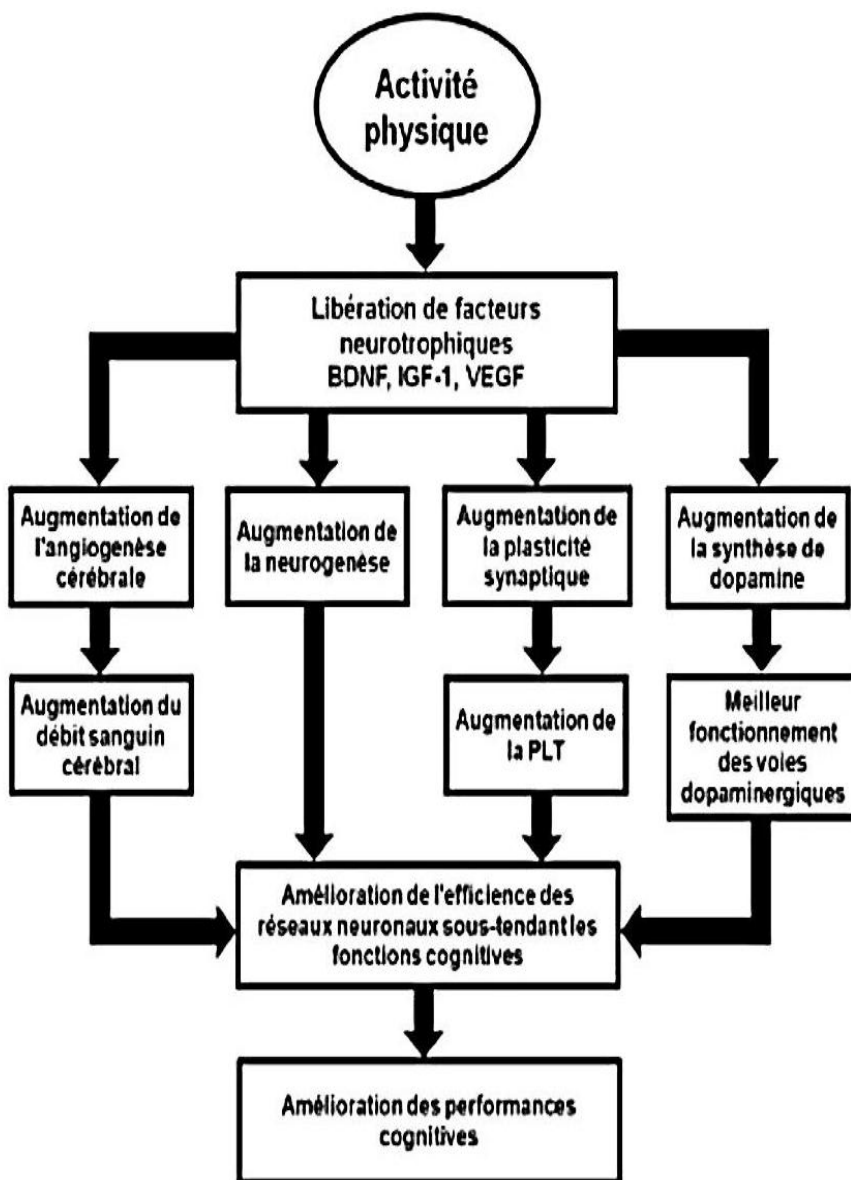 Activité
physique
Libération de facteurs
neurotrophiques
BDNF, IGF-1, VEGF
Augmentation de
l'angiogenèse
cérébrale
Augmentation de
la neurogenèse
Augmentation de
la plasticité
synaptique
Augmentation de
la synthèse de
dopamine
Augmentation du
débit sanguin
cérébral
Augmentation de
la PLT
Meilleur
fonctionnement
des voies
dopaminergiques
Amélioration de l'efficience des
réseaux neuronaux sous-tendant les
fonctions cognitives
Amélioration des performances
cognitives